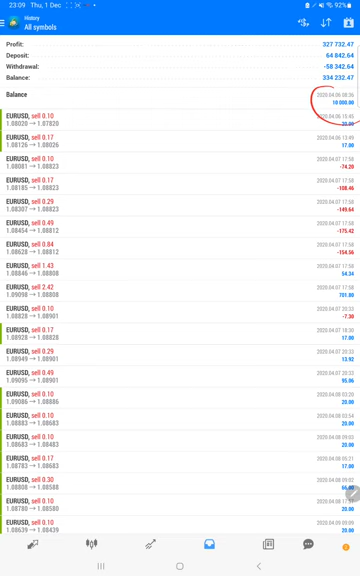 23:09 Thu, 1 Dec
92%
History
All symbols
Profit: 327 732.47
Deposit: 64 842.64
Withdrawal: -58 342.64
Balance: 334 232.47
Balance 2020.04.06 08:36
10 000.00
EURUSD, sell 0.10 2020.04.06 15:45
1.08020 → 1.07820 20.00
EURUSD, sell 0.17 2020.04.06 13:49
1.08126 → 1.08026 17.00
EURUSD, sell 0.10 2020.04.07 17:58
1.08081 → 1.08823 -74.20
EURUSD, sell 0.17 2020.04.07 17:58
1.08185 → 1.08823 -108.46
EURUSD, sell 0.29 2020.04.07 17:58
1.08307 → 1.08823 -149.64
EURUSD, sell 0.49 2020.04.07 17:58
1.08454 → 1.08812 -175.42
EURUSD, sell 0.84 2020.04.07 17:58
1.08628 → 1.08812 -154.56
EURUSD, sell 1.43 2020.04.07 17:58
1.08846 → 1.08808 54.34
EURUSD, sell 2.42 2020.04.07 17:58
1.09098 → 1.08808 701.80
EURUSD, sell 0.10 2020.04.07 20:33
1.08828 → 1.08901 -7.30
EURUSD, sell 0.17 2020.04.07 18:30
1.08928 → 1.08828 17.00
EURUSD, sell 0.29 2020.04.07 20:33
1.08949 → 1.08901 13.92
EURUSD, sell 0.49 2020.04.07 20:33
1.09095 → 1.08901 95.06
EURUSD, sell 0.10 2020.04.08 03:20
1.09086 → 1.08886 20.00
EURUSD, sell 0.10 2020.04.08 03:54
1.08883 → 1.08683 20.00
EURUSD, sell 0.10 2020.04.08 09:03
1.08683 → 1.08483 20.00
EURUSD, sell 0.17 2020.04.08 05:21
1.08783 → 1.08683 17.00
EURUSD, sell 0.30 2020.04.08 09:02
1.08808 → 1.08588 66.00
EURUSD, sell 0.10
1.08780 → 1.08580 20.00
EURUSD, sell 0.10 2020.04.09 09:09
1.08639 → 1.08439 20.00